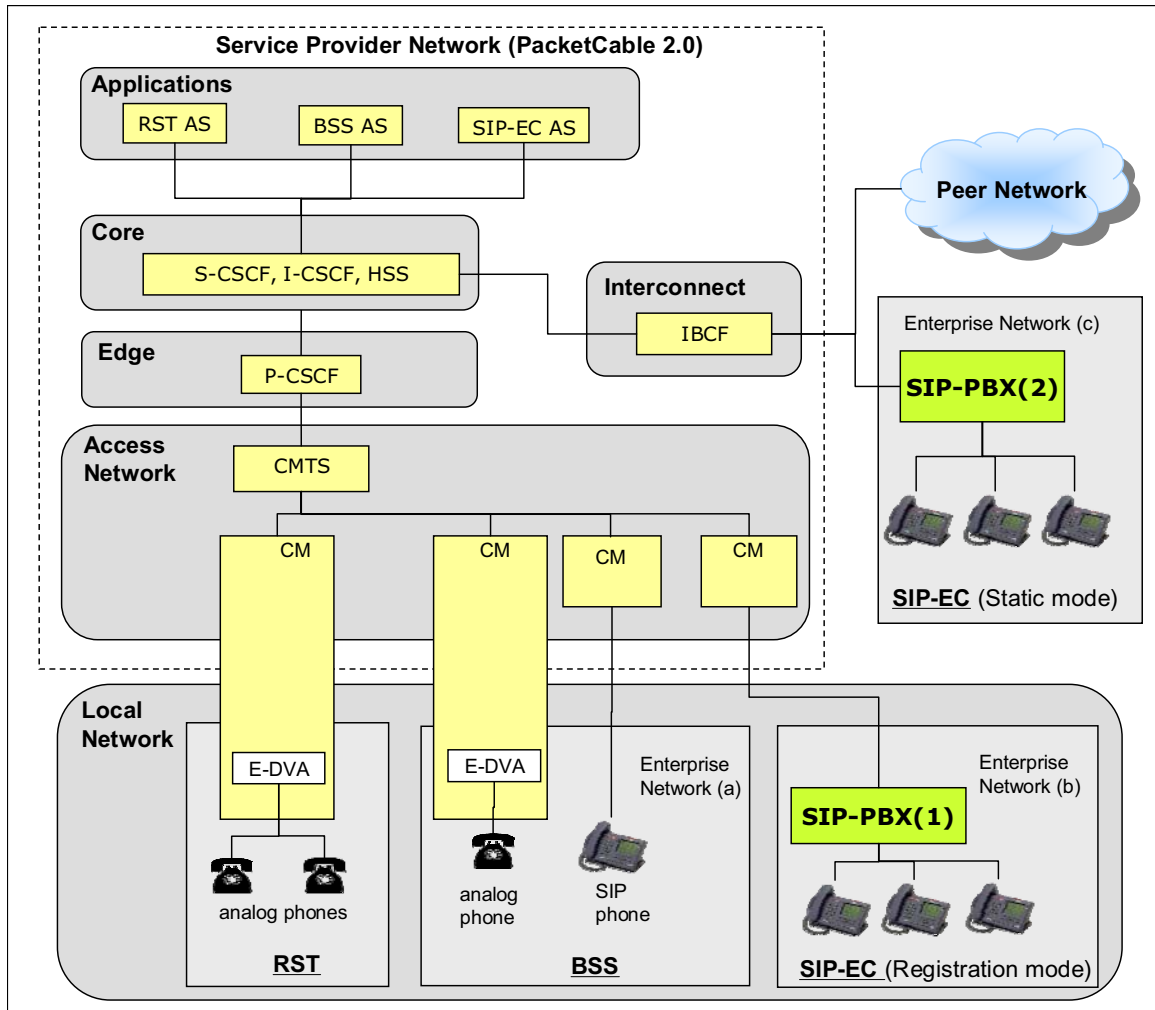 Service Provider Network (PacketCable 2.0)
Applications
RST AS
BSS AS
SIP-EC AS
Peer Network
Core
S-CSCF, I-CSCF, HSS
Interconnect
IBCF
Enterprise Network (c)
SIP-PBX(2)
SIP-EC (Static mode)
Edge
P-CSCF
Access
Network
CMTS
CM
CM
CM
CM
Local
Network
E-DVA
analog phones
RST
E-DVA
Enterprise
Network (a)
analog
phone
SIP
phone
BSS
Enterprise
Network (b)
SIP-PBX(1)
SIP-EC (Registration mode)